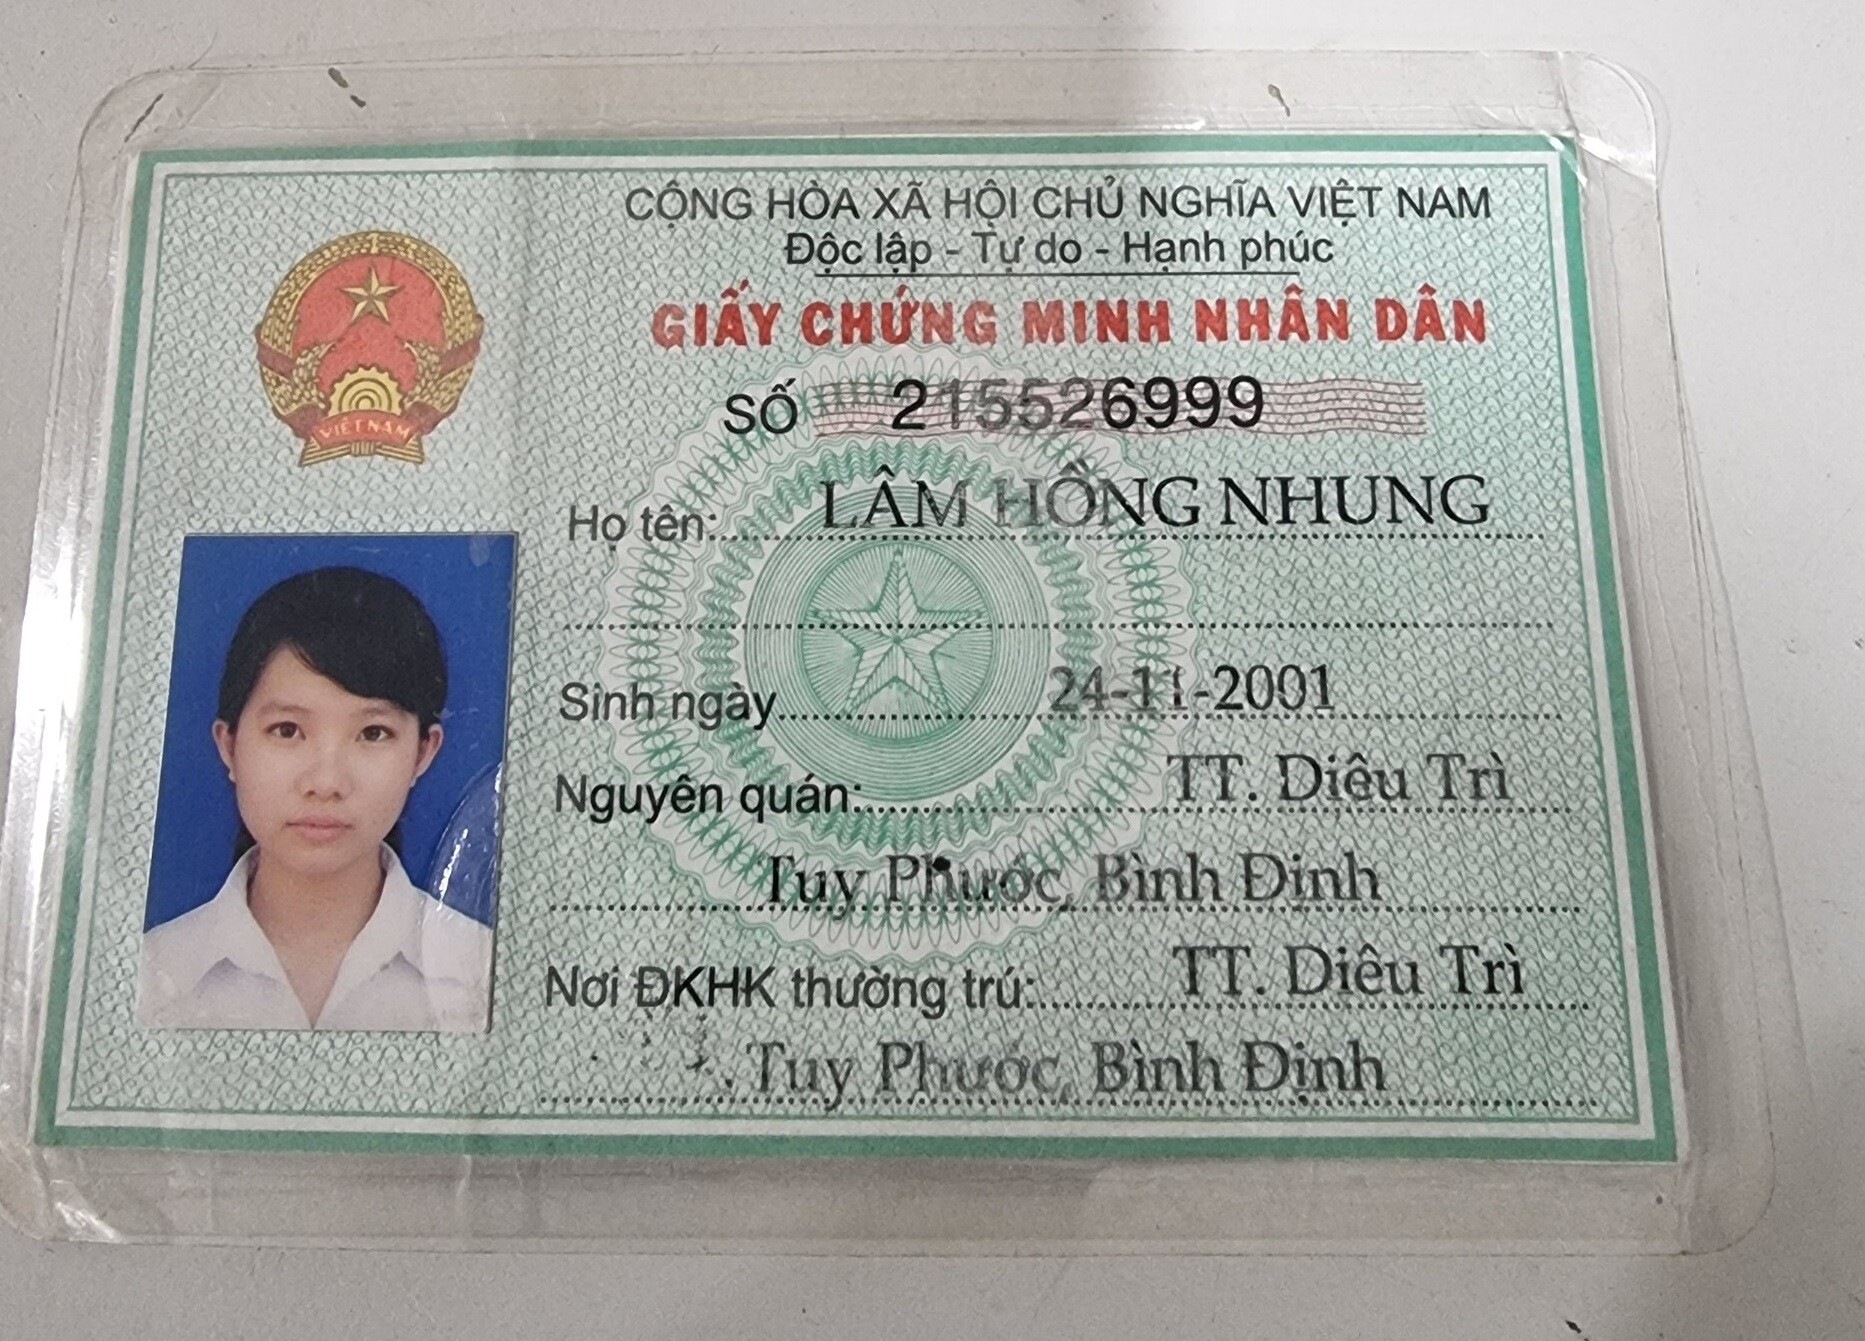 CỘNG HÒA XÃ HỘI CHỦ NGHĨA VIỆT NAM
Độc lập - Tự do - Hạnh phúc
GIẤY CHỨNG MINH NHÂN DÂN
VIỆT NAM
SỐ 215526999
Họ tên: LÂM HỒNG NHUNG
Sinh ngày 24-11-2001
Nguyên quán: TT. Diêu Trì
Tuy Phước, Bình Định
Nơi ĐKHK thường trú: TT. Diêu Trì
Tuy Phước, Bình Định